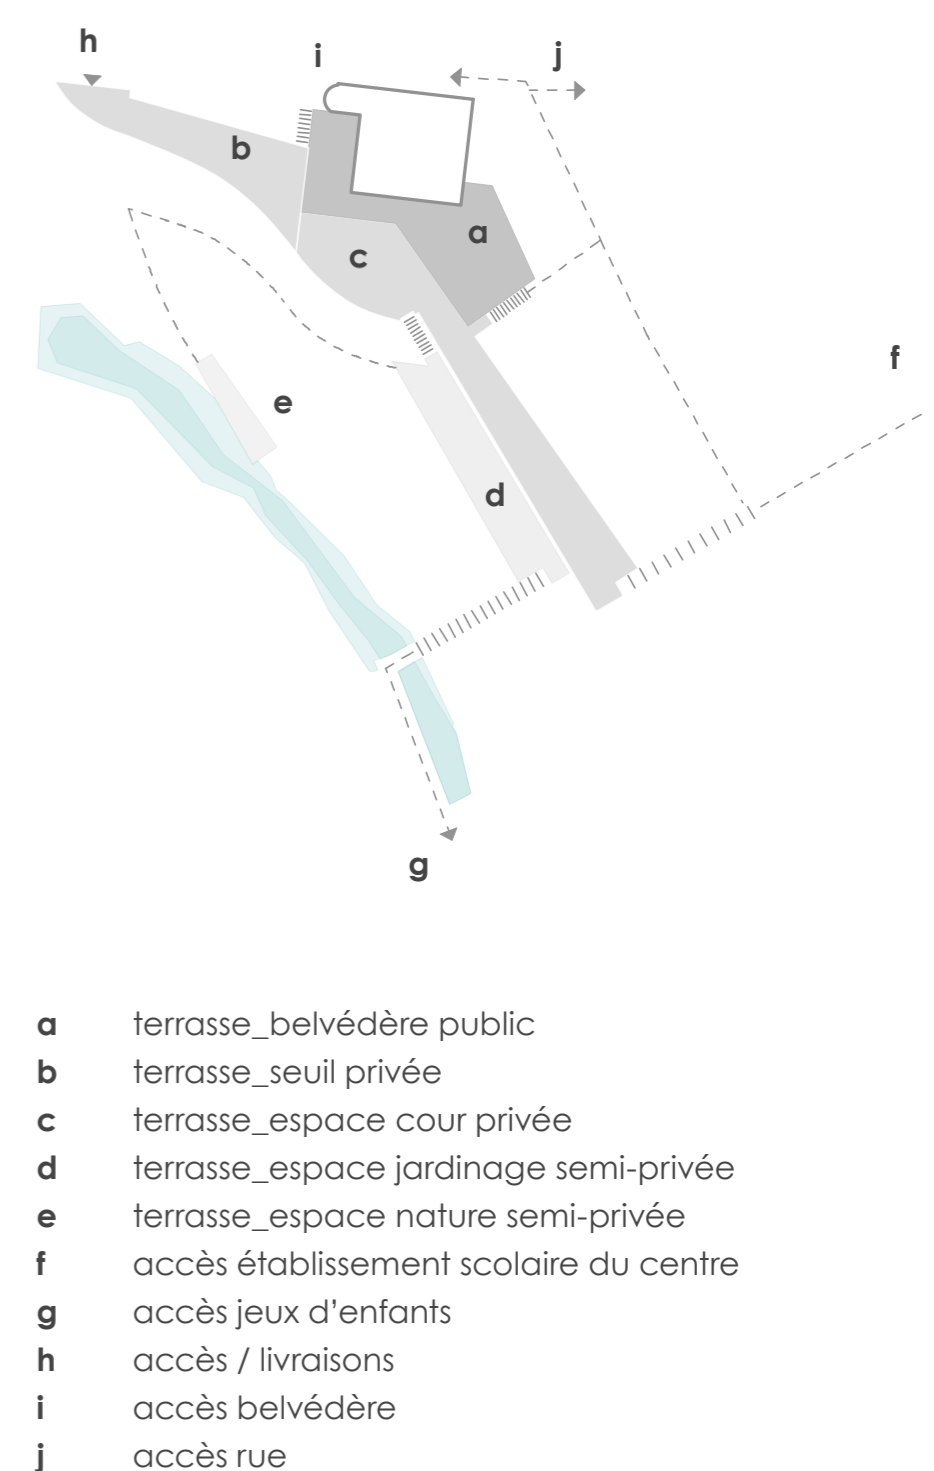 h
i
j
b
a
c
f
e
d
g
a terrasse_belvédère public
b terrasse_seuil privée
c terrasse_espace cour privée
d terrasse_espace jardinage semi-privée
e terrasse_espace nature semi-privée
f accès établissement scolaire du centre
g accès jeux d'enfants
h accès / livraisons
i accès belvédère
j accès rue